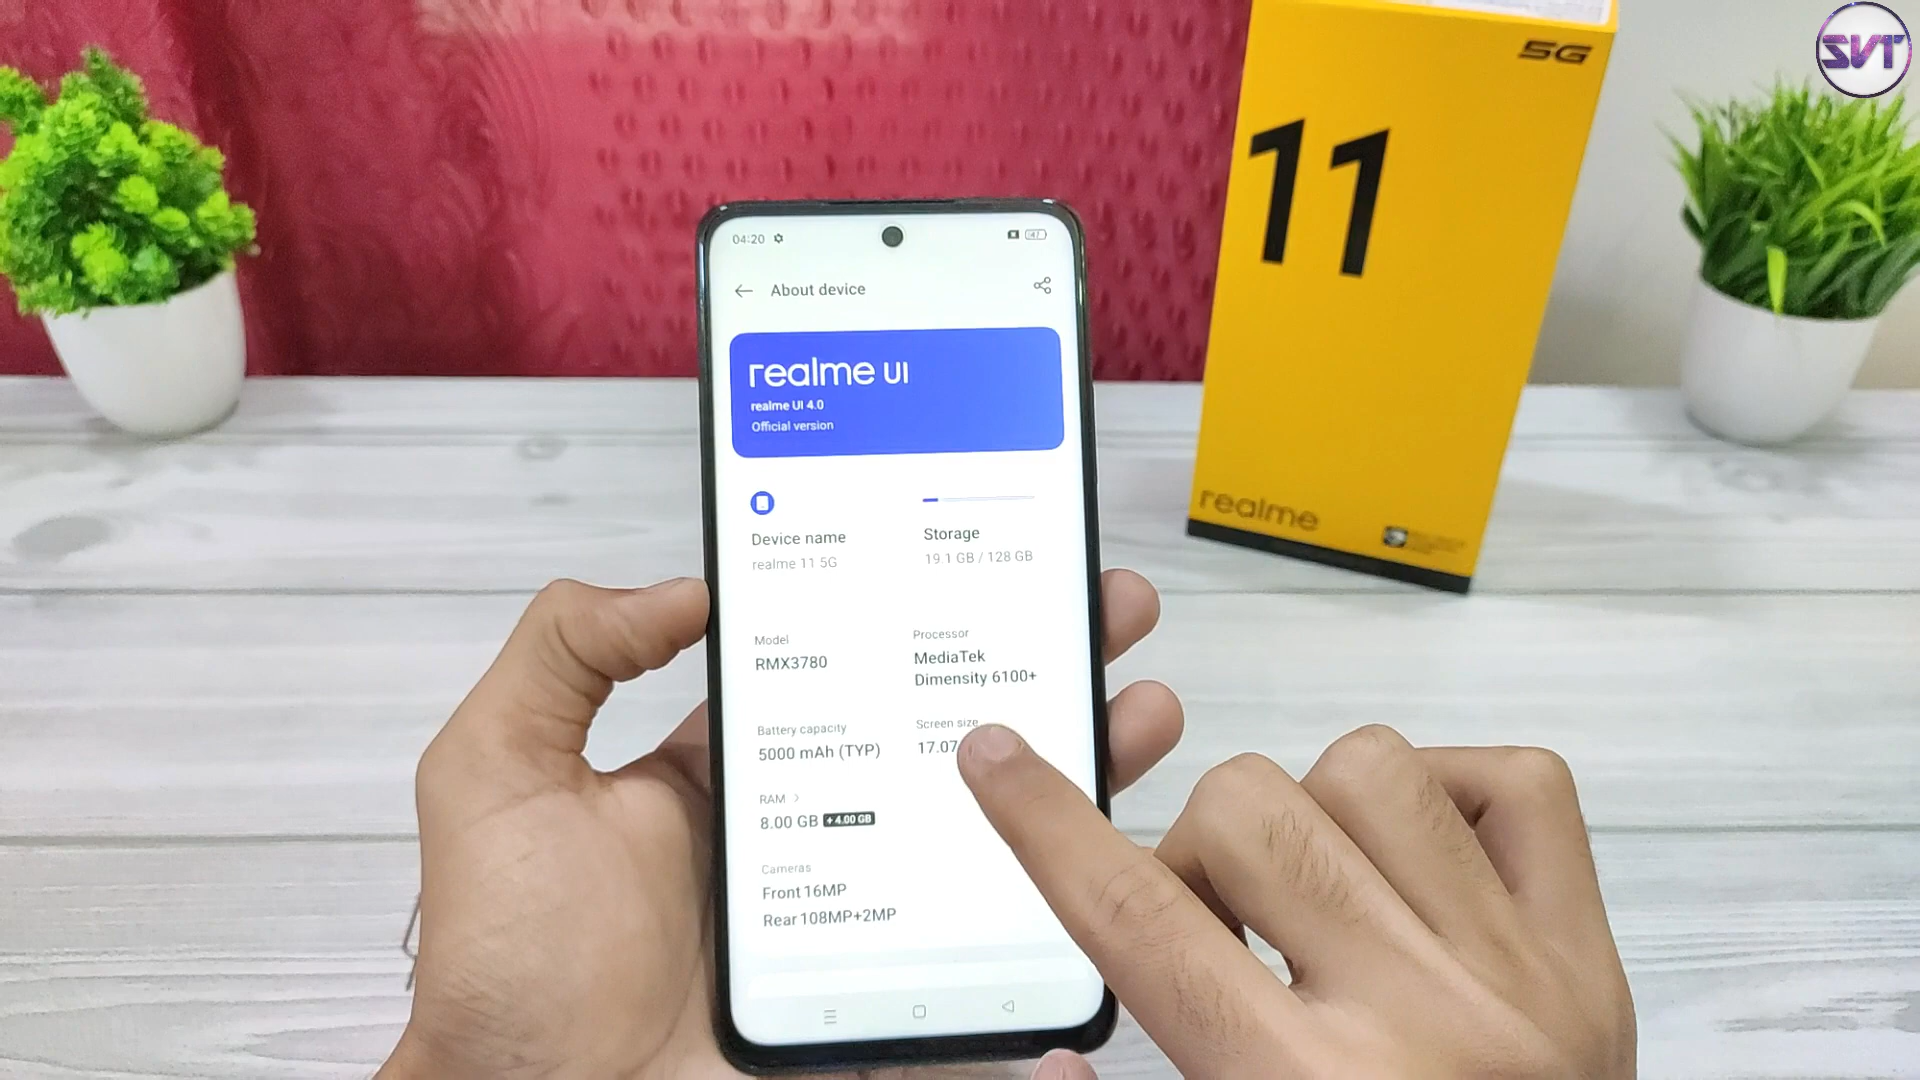 SVT
5G
11
realme
04:20
47
About device
realme UI
realme UI 4.0
Official version
Device name
realme 11 5G
Storage
19.1 GB / 128 GB
Model
RMX3780
Processor
MediaTek
Dimensity 6100+
Battery capacity
5000 mAh (TYP)
Screen size
17.07
RAM >
8.00 GB +4.00 GB
Cameras
Front 16MP
Rear 108MP+2MP